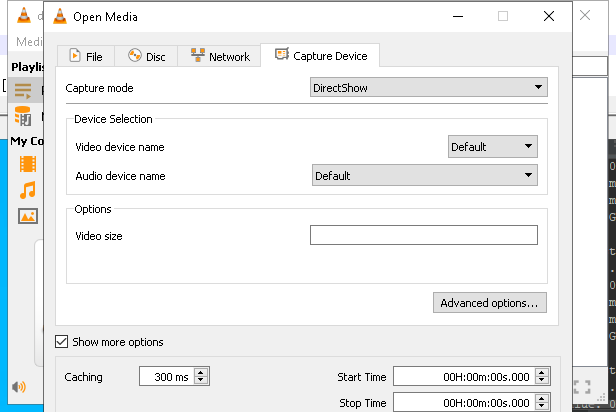 Open Media
Medi
Playlis
My Co
File
Disc
Network
Capture Device
Capture mode
DirectShow
Device Selection
Video device name
Default
Audio device name
Default
Options
Video size
Advanced options...
Show more options
Caching
300 ms
Start Time
00H:00m:00s.000
Stop Time
00H:00m:00s.000